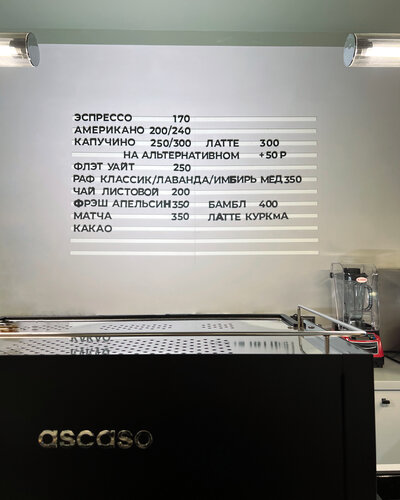 ЭСПРЕССО 170
АМЕРИКАНО 200/240
КАПУЧИНО 250/300 ЛАТТЕ 300
НА АЛЬТЕРНАТИВНОМ +50 Р
ФЛЭТ УАЙТ 250
РАФ КЛАССИК/ЛАВАНДА/ИМБИРЬ МЕД 350
ЧАЙ ЛИСТОВОЙ 200
ФРЭШ АПЕЛЬСИН 350 БАМБЛ 400
МАТЧА 350 ЛАТТЕ КУРКМА
КАКАО
ascaso